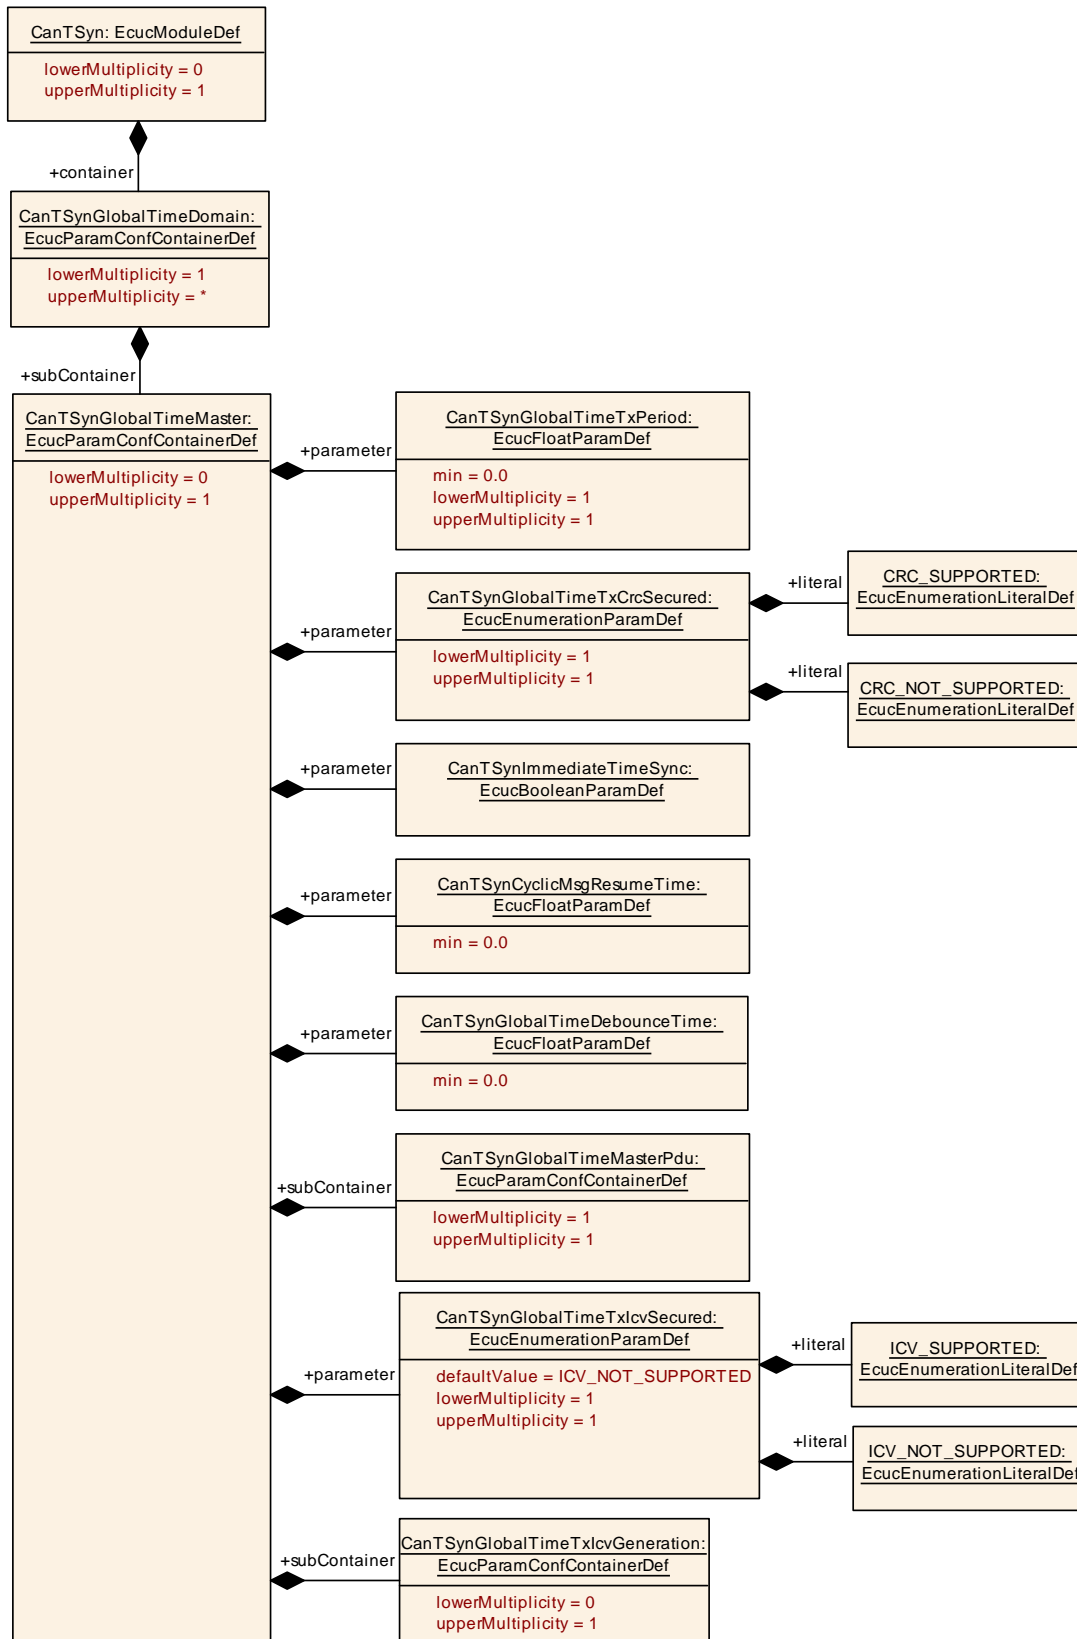 CanTSyn: EcucModuleDef
lowerMultiplicity = 0
upperMultiplicity = 1
+container
CanTSynGlobalTimeDomain:
EcucParamConfContainerDef
lowerMultiplicity = 1
upperMultiplicity = *
+subContainer
CanTSynGlobalTimeMaster:
EcucParamConfContainerDef
lowerMultiplicity = 0
upperMultiplicity = 1
+parameter
CanTSynGlobalTimeTxPeriod:
EcucFloatParamDef
min = 0.0
lowerMultiplicity = 1
upperMultiplicity = 1
+parameter
CanTSynGlobalTimeTxCrcSecured:
EcucEnumerationParamDef
lowerMultiplicity = 1
upperMultiplicity = 1
+literal
CRC_SUPPORTED:
EcucEnumerationLiteralDef
+literal
CRC_NOT_SUPPORTED:
EcucEnumerationLiteralDef
+parameter
CanTSynImmediateTimeSync:
EcucBooleanParamDef
+parameter
CanTSynCyclicMsgResumeTime:
EcucFloatParamDef
min = 0.0
+parameter
CanTSynGlobalTimeDebounceTime:
EcucFloatParamDef
min = 0.0
+subContainer
CanTSynGlobalTimeMasterPdu:
EcucParamConfContainerDef
lowerMultiplicity = 1
upperMultiplicity = 1
+parameter
CanTSynGlobalTimeTxIcvSecured:
EcucEnumerationParamDef
defaultValue = ICV_NOT_SUPPORTED
lowerMultiplicity = 1
upperMultiplicity = 1
+literal
ICV_SUPPORTED:
EcucEnumerationLiteralDef
+literal
ICV_NOT_SUPPORTED:
EcucEnumerationLiteralDef
+subContainer
CanTSynGlobalTimeTxIcvGeneration:
EcucParamConfContainerDef
lowerMultiplicity = 0
upperMultiplicity = 1